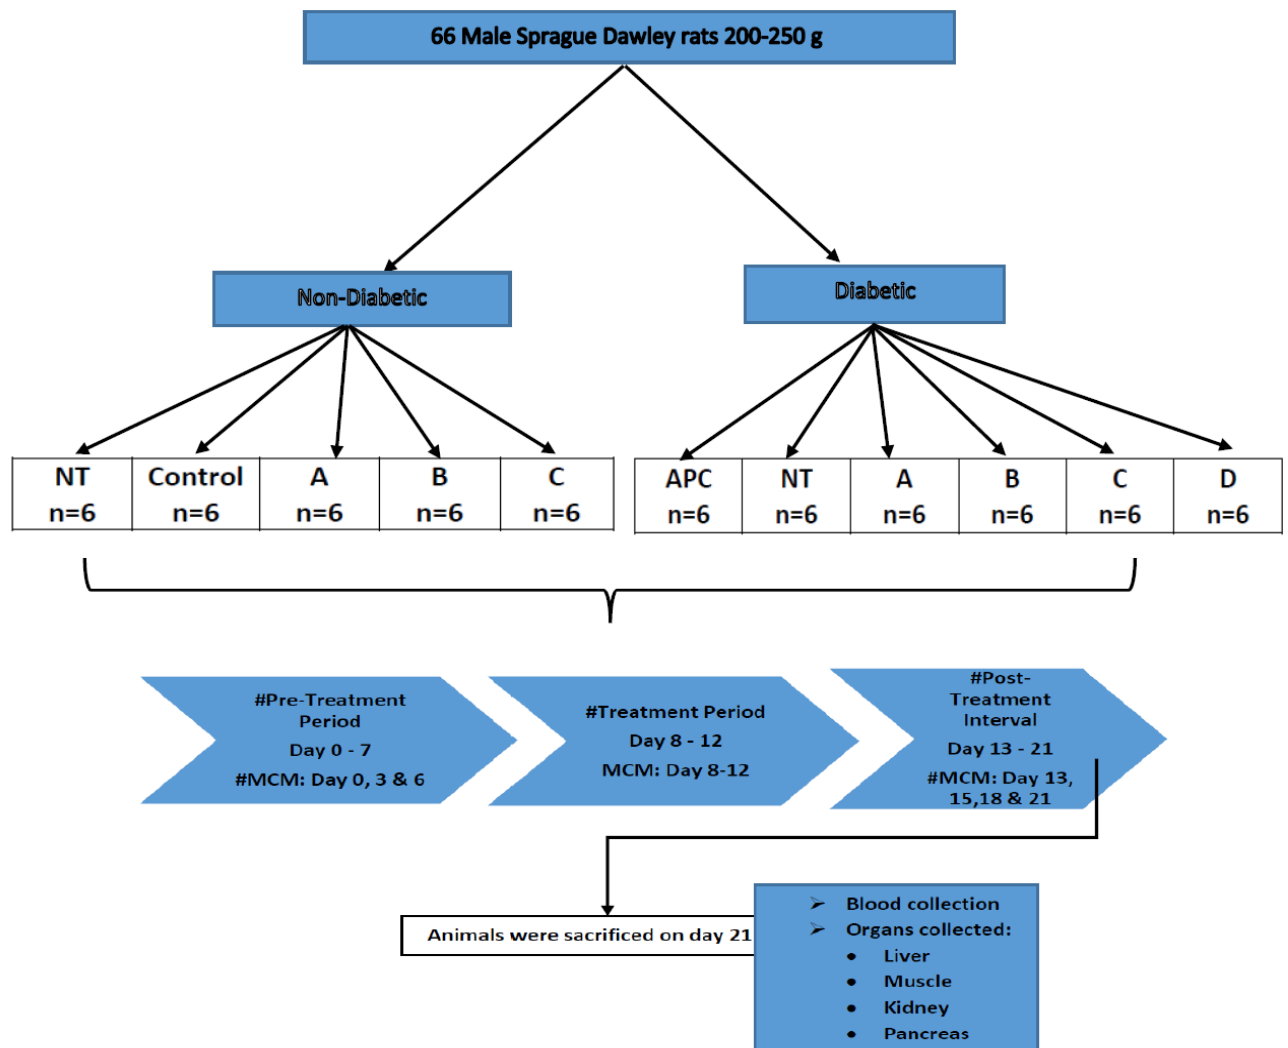 66 Male Sprague Dawley rats 200-250 g
Non-Diabetic
Diabetic
NT Control A B C
n=6 n=6 n=6 n=6 n=6
APC NT A B C D
n=6 n=6 n=6 n=6 n=6 n=6
#Pre-Treatment
Period
Day 0 - 7
#MCM: Day 0, 3 & 6
#Treatment Period
Day 8 - 12
MCM: Day 8-12
#Post-
Treatment
Interval
Day 13 - 21
#MCM: Day 13,
15,18 & 21
Animals were sacrificed on day 21
➢ Blood collection
➢ Organs collected:
• Liver
• Muscle
• Kidney
• Pancreas